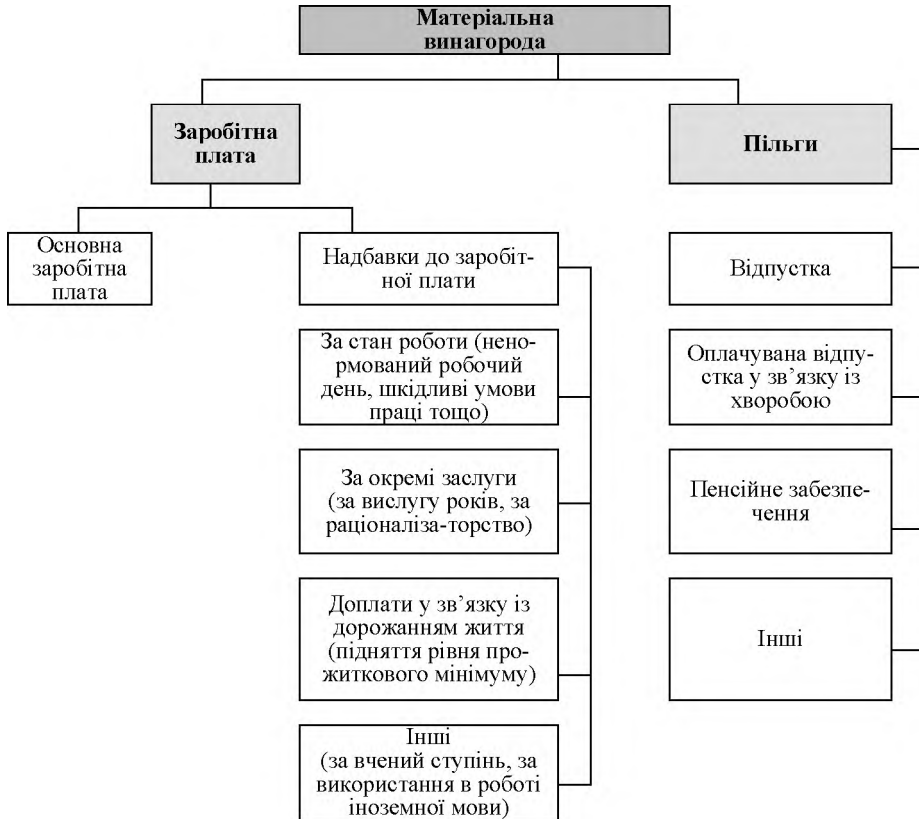 Матеріальна
винагорода
Заробітна
плата
Пільги
Основна
заробітна
плата
Надбавки до заробіт-
ної плати
Відпустка
За стан роботи (нено-
рмований робочий
день, шкідливі умови
праці тощо)
Оплачувана відпу-
стка у зв’язку із
хворобою
За окремі заслуги
(за вислугу років, за
раціоналіза-торство)
Пенсійне забезпе-
чення
Доплати у зв’язку із
дорожанням життя
(підняття рівня про-
житкового мінімуму)
Інші
Інші
(за вчений ступінь, за
використання в роботі
іноземної мови)